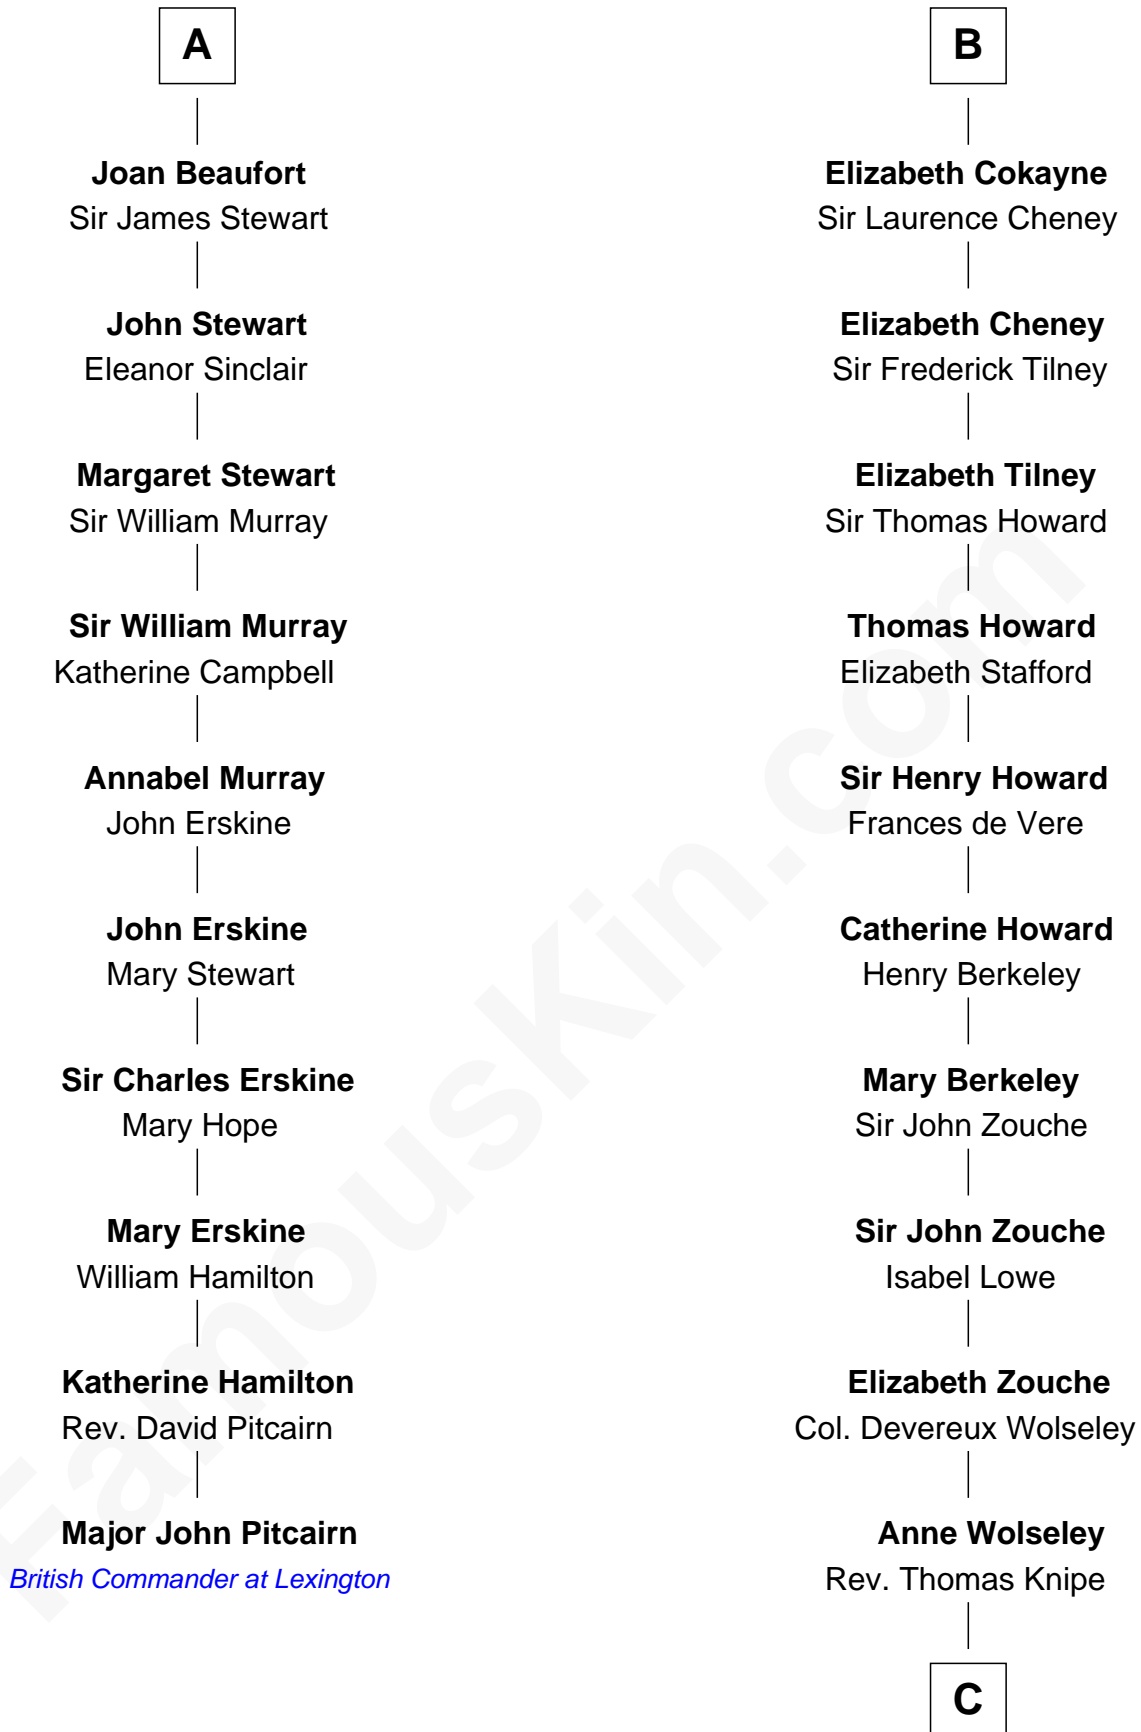 A
Joan Beaufort
Sir James Stewart
John Stewart
Eleanor Sinclair
Margaret Stewart
Sir William Murray
Sir William Murray
Katherine Campbell
Annabel Murray
John Erskine
John Erskine
Mary Stewart
Sir Charles Erskine
Mary Hope
Mary Erskine
William Hamilton
Katherine Hamilton
Rev. David Pitcairn
Major John Pitcairn
British Commander at Lexington
B
Elizabeth Cokayne
Sir Laurence Cheney
Elizabeth Cheney
Sir Frederick Tilney
Elizabeth Tilney
Sir Thomas Howard
Thomas Howard
Elizabeth Stafford
Sir Henry Howard
Frances de Vere
Catherine Howard
Henry Berkeley
Mary Berkeley
Sir John Zouche
Sir John Zouche
Isabel Lowe
Elizabeth Zouche
Col. Devereux Wolseley
Anne Wolseley
Rev. Thomas Knipe
C
FamousKin.com